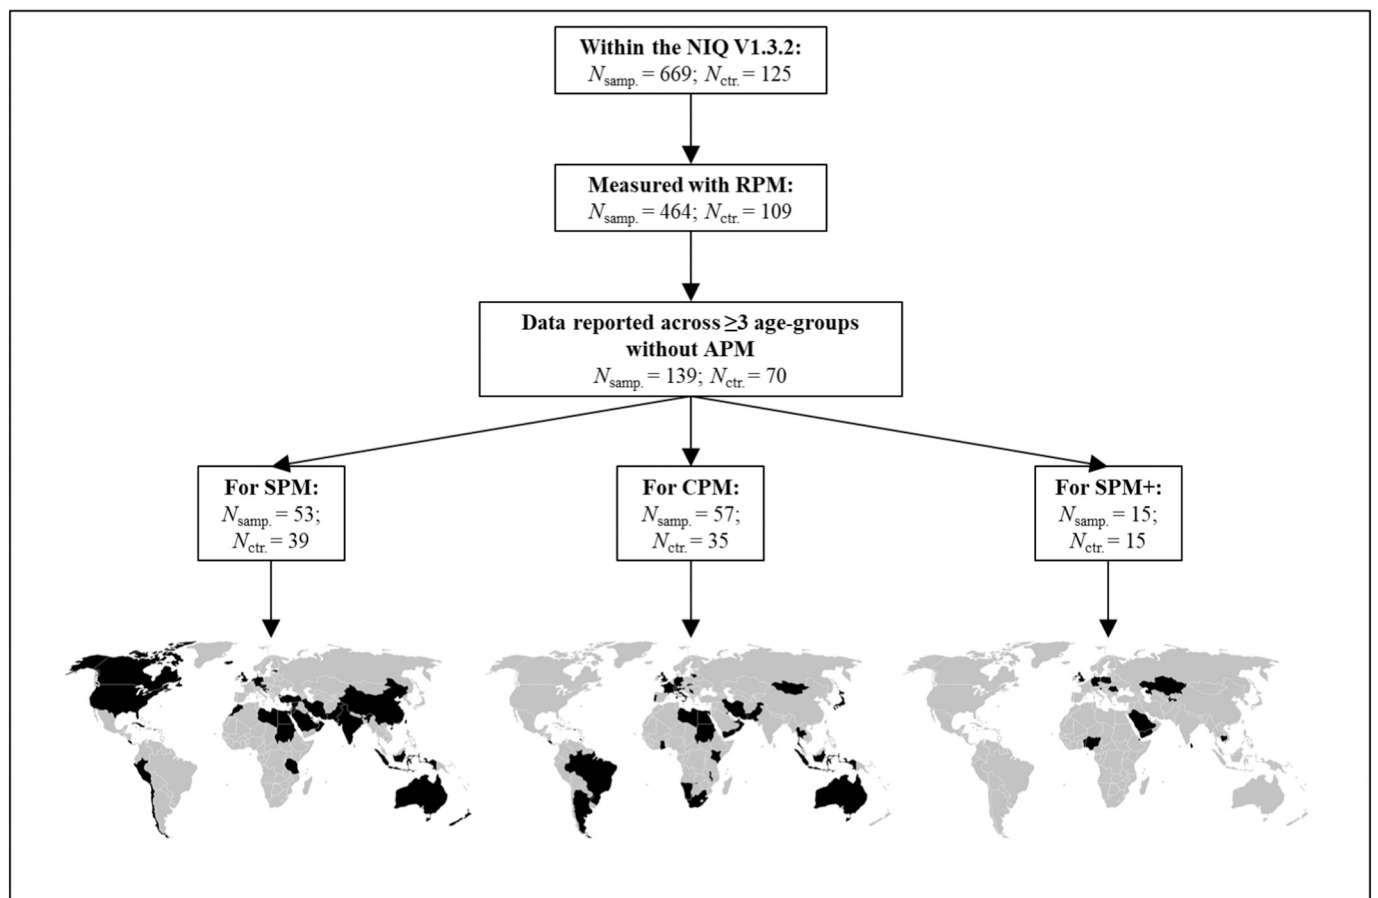 Within the NIQ V1.3.2:
Nsamp. = 669; Nctr. = 125
Measured with RPM:
Nsamp. = 464; Nctr. = 109
Data reported across ≥3 age-groups
without APM
Nsamp. = 139; Nctr. = 70
For SPM:
Nsamp. = 53;
Nctr. = 39
For CPM:
Nsamp. = 57;
Nctr. = 35
For SPM+:
Nsamp. = 15;
Nctr. = 15